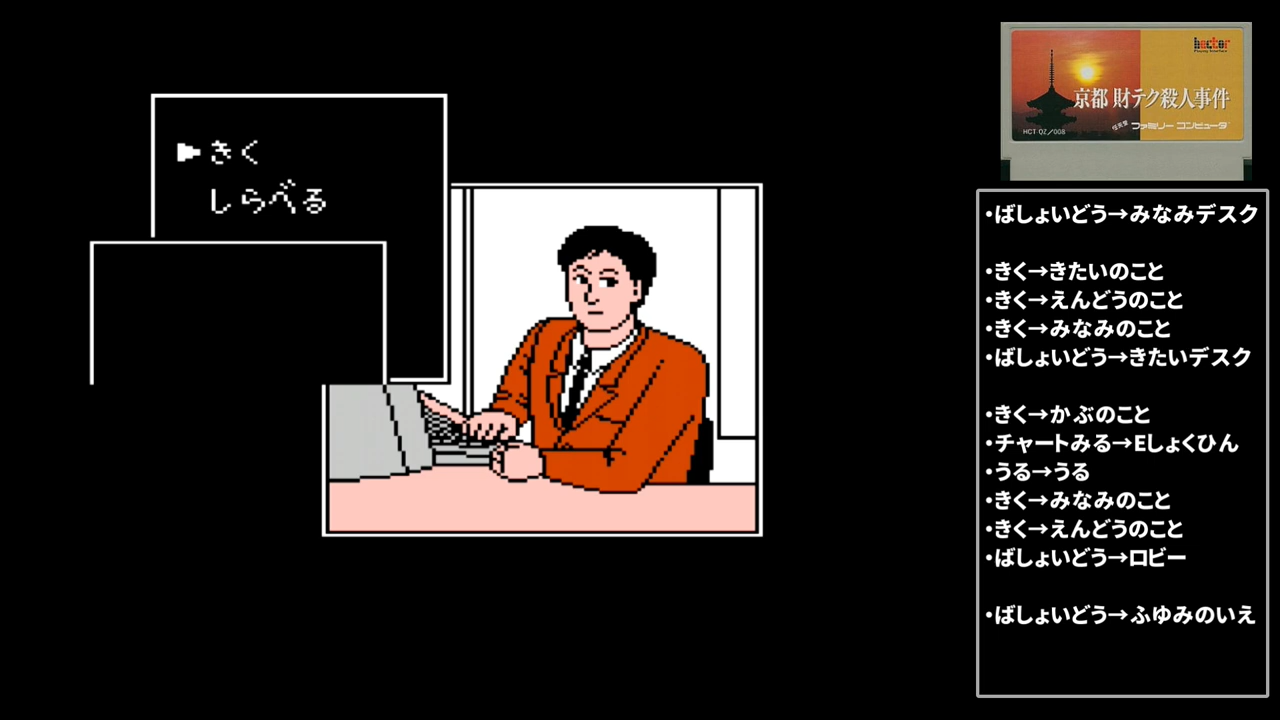 きく
しらべる
hector
京都 財テク殺人事件
HCT QZ/008
ファミリーコンピュータ
・ばしょいどう→みなみデスク
・きく→きたいのこと
・きく→えんどうのこと
・きく→みなみのこと
・ばしょいどう→きたいデスク
・きく→かぶのこと
・チャートみる→Eしょくひん
・うる→うる
・きく→みなみのこと
・きく→えんどうのこと
・ばしょいどう→ロビー
・ばしょいどう→ふゆみのいえ